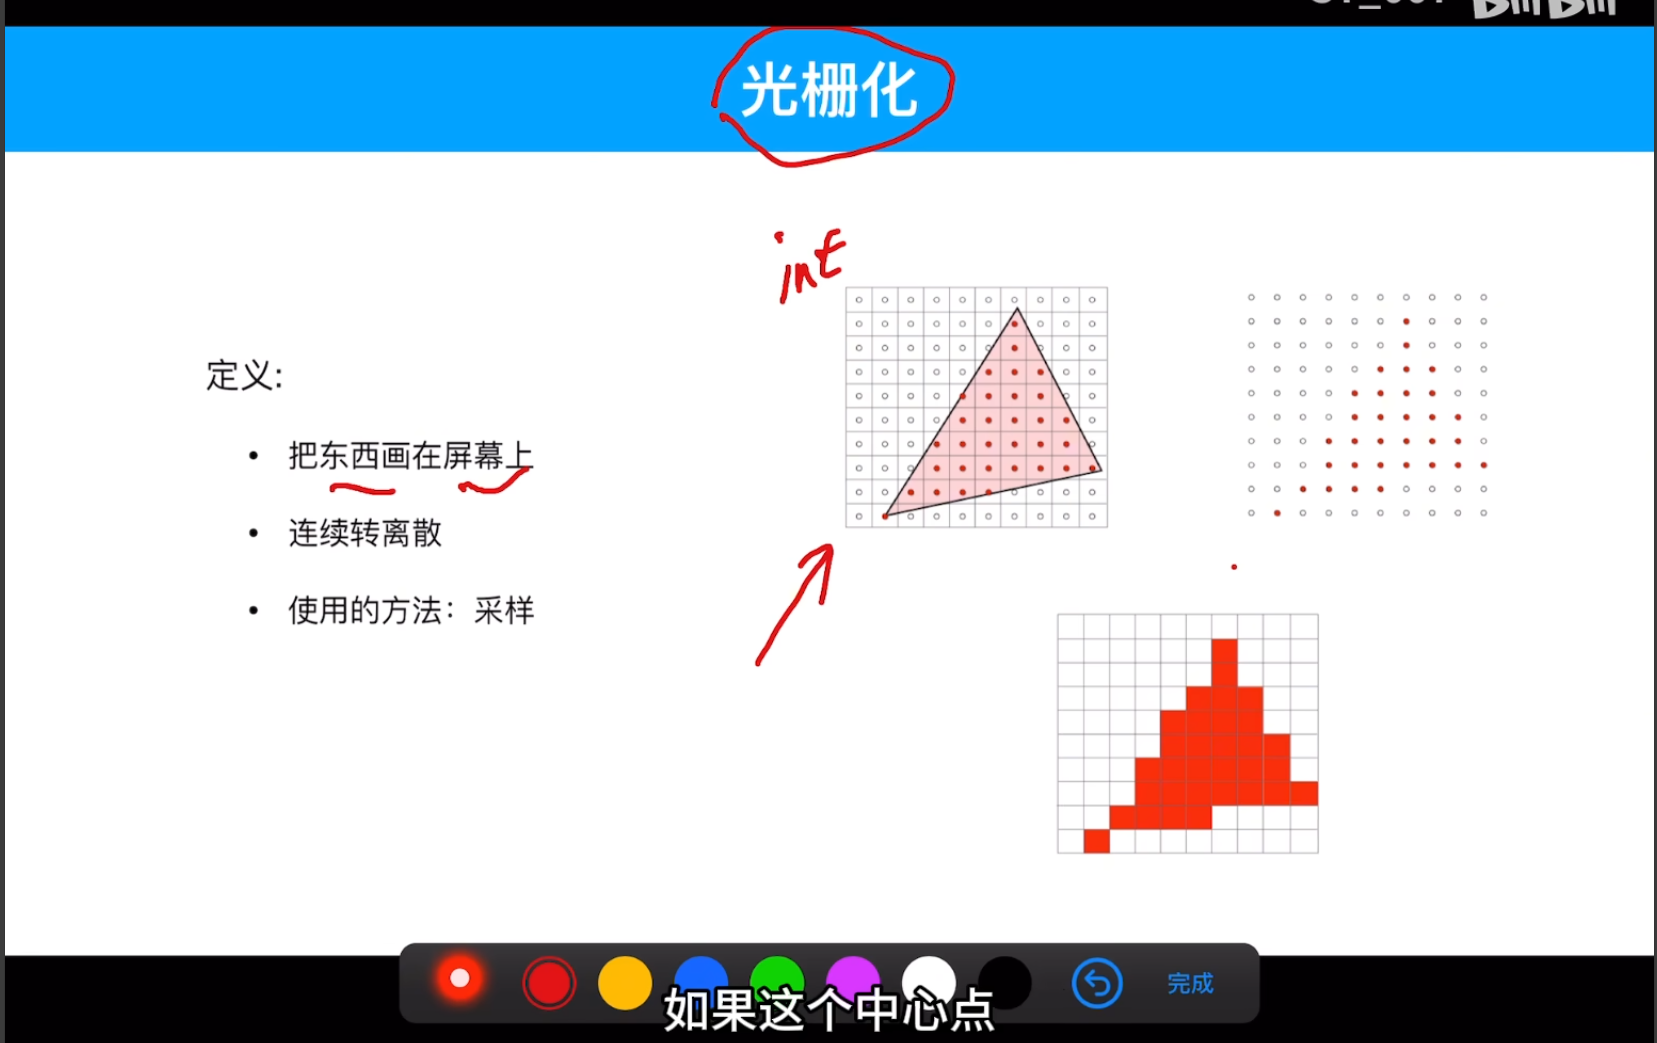 光栅化
int
定义:
• 把东西画在屏幕上
• 连续转离散
• 使用的方法：采样
完成
如果这个中心点